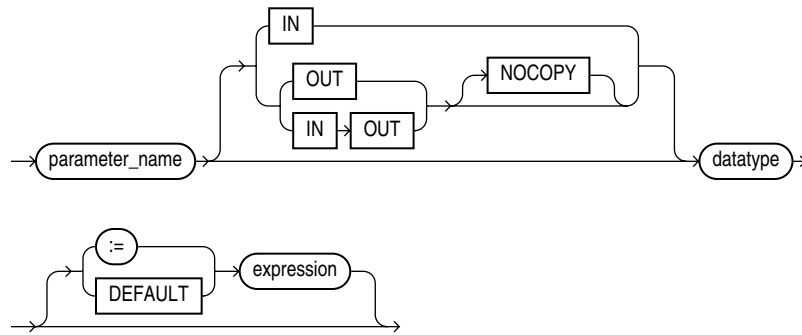 IN
OUT NOCOPY
IN OUT
parameter_name datatype
:=
DEFAULT expression